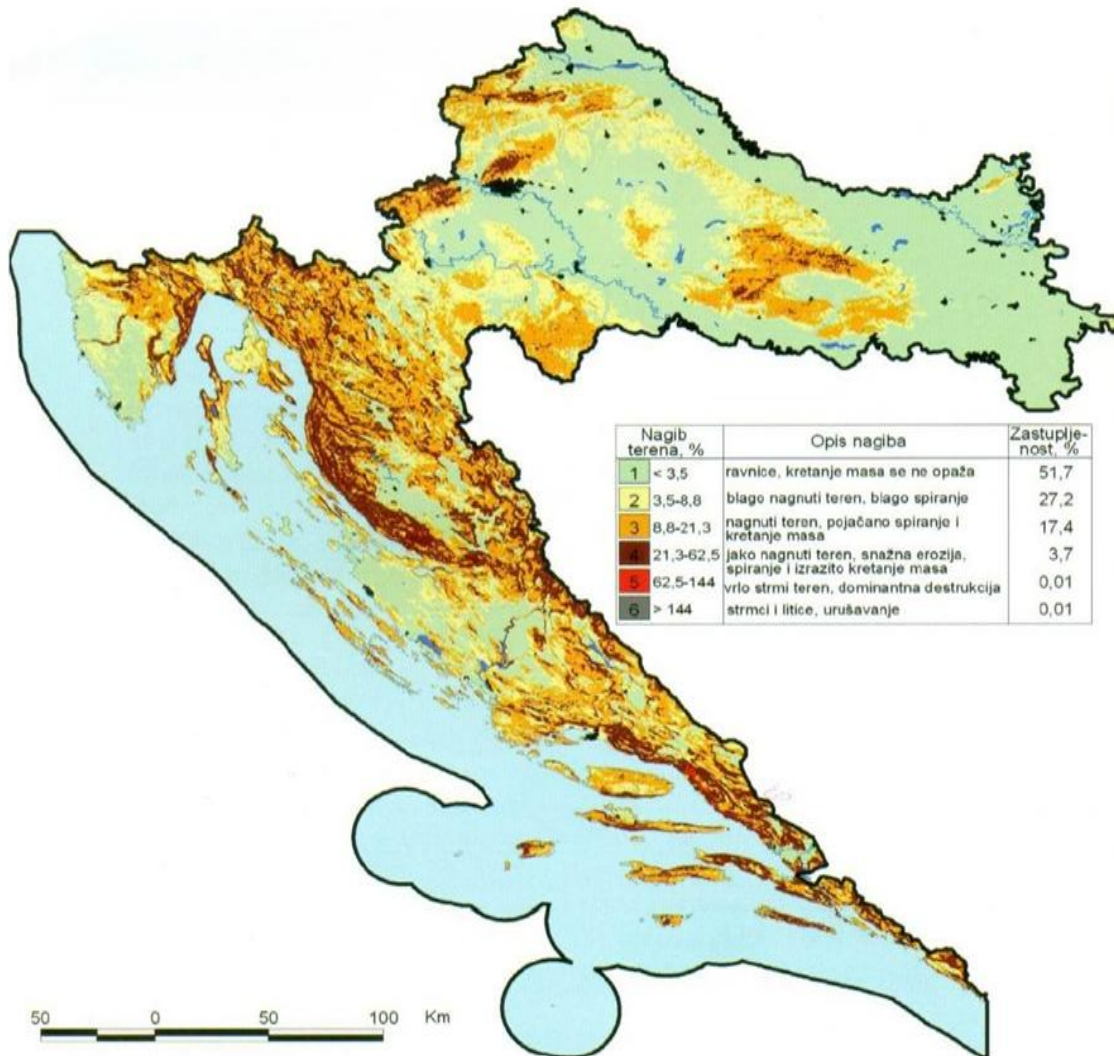 Nagib terena, % Opis nagiba Zastuplje-nost, %
1 < 3,5 ravnice, kretanje masa se ne opaža 51,7
2 3,5-8,8 blago nagnuti teren, blago spiranje 27,2
3 8,8-21,3 nagnuti teren, pojačano spiranje i
kretanje masa 17,4
4 21,3-62,5 jako nagnuti teren, snažna erozija,
spiranje i izrazito kretanje masa 3,7
5 62,5-144 vrlo strmi teren, dominantna destrukcija 0,01
6 > 144 strmci i litice, urušavanje 0,01
50 0 50 100 Km